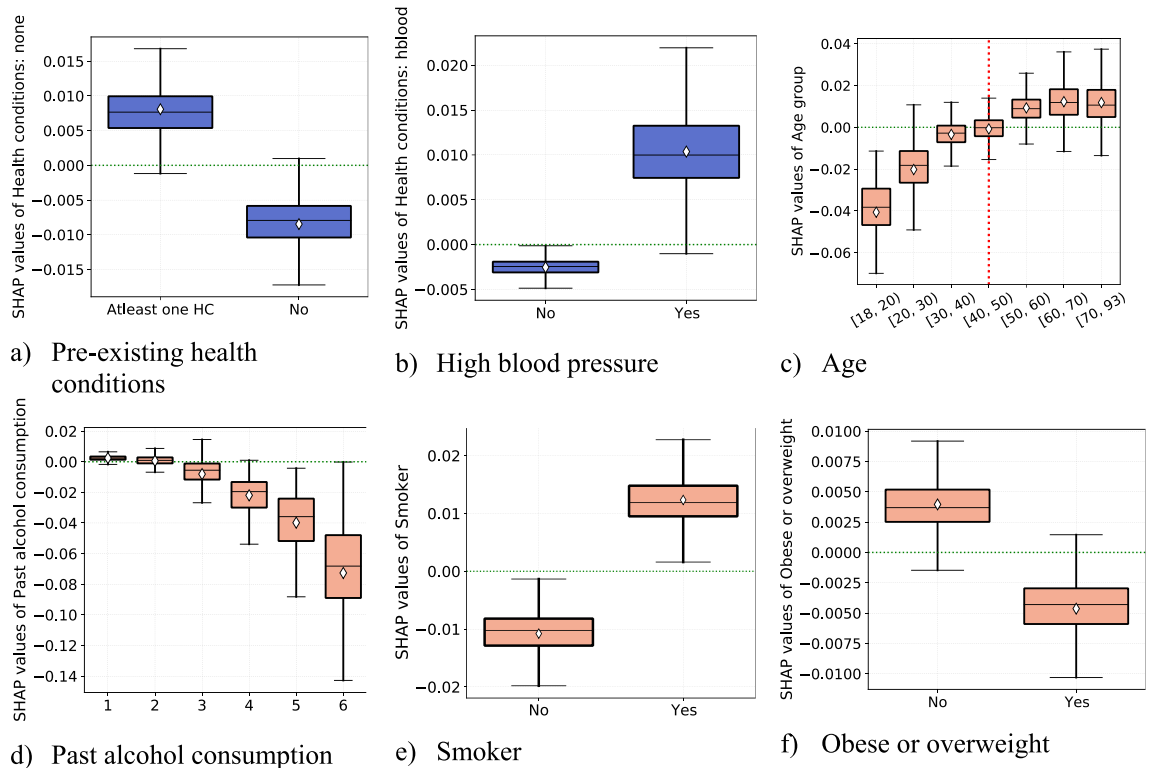 SHAP values of Health conditions: none
0.015
0.010
0.005
0.000
−0.005
−0.010
−0.015
Atleast one HC No
a) Pre-existing health
conditions
SHAP values of Health conditions: hblood
0.020
0.015
0.010
0.005
0.000
−0.005
No Yes
b) High blood pressure
SHAP values of Age group
0.04
0.02
0.00
−0.02
−0.04
−0.06
[18, 20) [20, 30) [30, 40) [40, 50) [50, 60) [60, 70) [70, 93)
c) Age
SHAP values of Past alcohol consumption
0.02
0.00
−0.02
−0.04
−0.06
−0.08
−0.10
−0.12
−0.14
1 2 3 4 5 6
d) Past alcohol consumption
SHAP values of Smoker
0.02
0.01
0.00
−0.01
−0.02
No Yes
e) Smoker
SHAP values of Obese or overweight
0.0100
0.0075
0.0050
0.0025
0.0000
−0.0025
−0.0050
−0.0075
−0.0100
No Yes
f) Obese or overweight